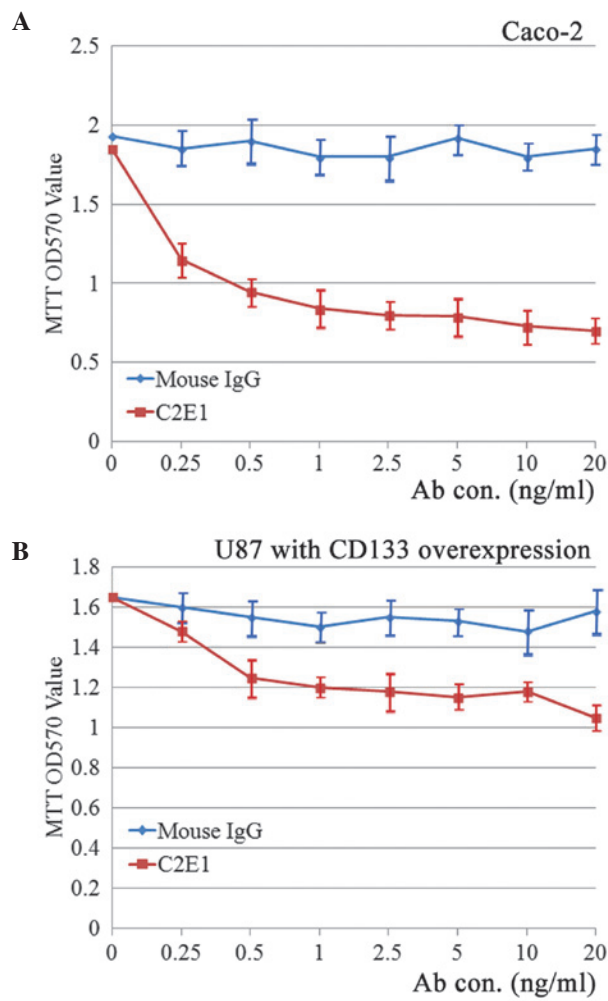 A
Caco-2
2.5
2
1.5
1
0.5
0
MTT OD570 Value
Mouse IgG
C2E1
0 0.25 0.5 1 2.5 5 10 20
Ab con. (ng/ml)
B
U87 with CD133 overexpression
1.8
1.6
1.4
1.2
1
0.8
0.6
0.4
0.2
0
MTT OD570 Value
Mouse IgG
C2E1
0 0.25 0.5 1 2.5 5 10 20
Ab con. (ng/ml)